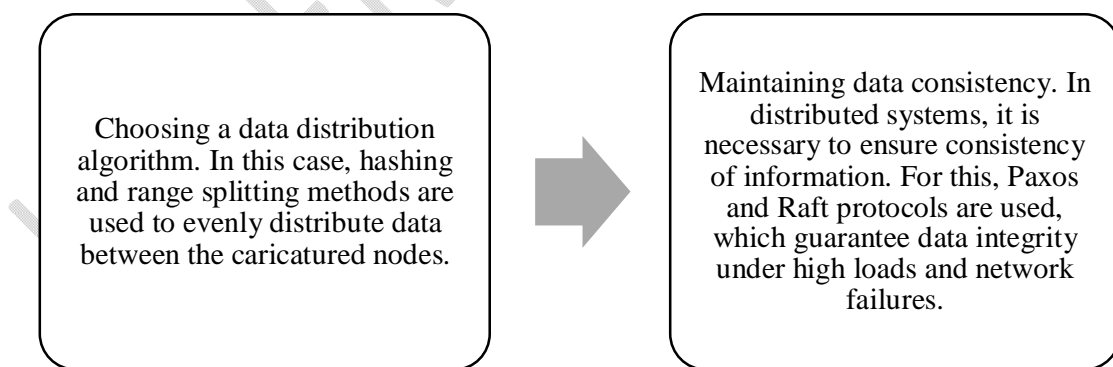 Choosing a data distribution
algorithm. In this case, hashing
and range splitting methods are
used to evenly distribute data
between the caricatured nodes.
Maintaining data consistency. In
distributed systems, it is
necessary to ensure consistency
of information. For this, Paxos
and Raft protocols are used,
which guarantee data integrity
under high loads and network
failures.